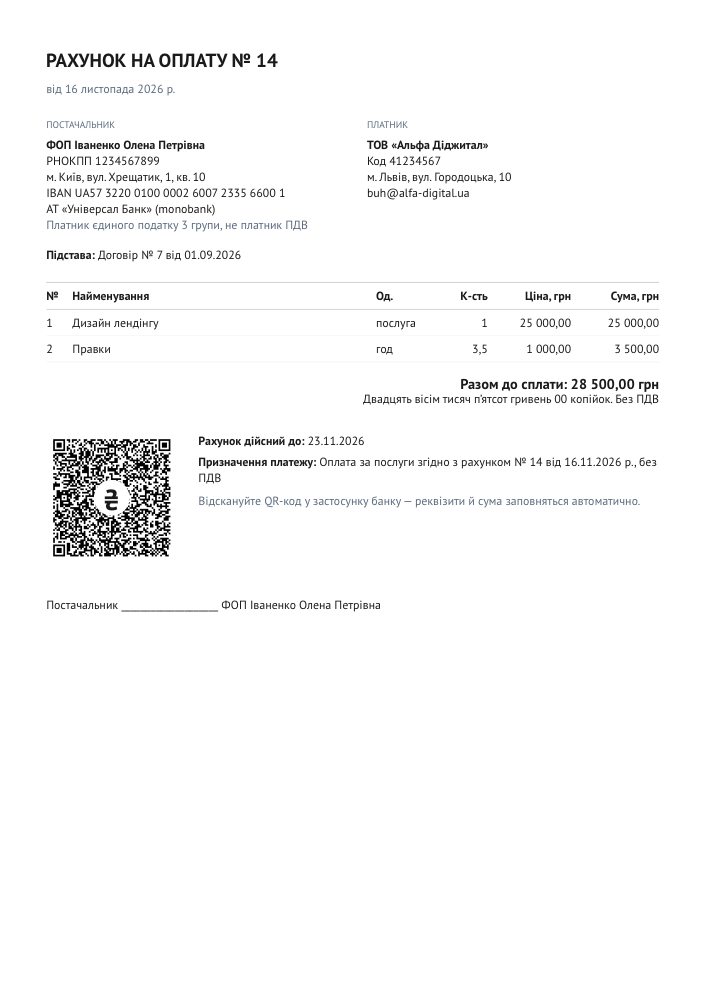 РАХУНОК НА ОПЛАТУ № 14
від 16 листопада 2026 р.
ПОСТАЧАЛЬНИК
ФОП Іваненко Олена Петрівна
РНОКПП 1234567899
м. Київ, вул. Хрещатик, 1, кв. 10
IBAN UA57 3220 0100 0002 6007 2335 6600 1
АТ «Універсал Банк» (monobank)
Платник єдиного податку 3 групи, не платник ПДВ
ПЛАТНИК
ТОВ «Альфа Діджитал»
Код 41234567
м. Львів, вул. Городоцька, 10
buh@alfa-digital.ua
Підстава: Договір № 7 від 01.09.2026
№ Найменування Од. К-сть Ціна, грн Сума, грн
1 Дизайн лендінгу послуга 1 25 000,00 25 000,00
2 Правки год 3,5 1 000,00 3 500,00
Разом до сплати: 28 500,00 грн
Двадцять вісім тисяч п'ятсот гривень 00 копійок. Без ПДВ
Рахунок дійсний до: 23.11.2026
Призначення платежу: Оплата за послуги згідно з рахунком № 14 від 16.11.2026 р., без
ПДВ
Відскануйте QR-код у застосунку банку — реквізити й сума заповняться автоматично.
Постачальник ________________ ФОП Іваненко Олена Петрівна